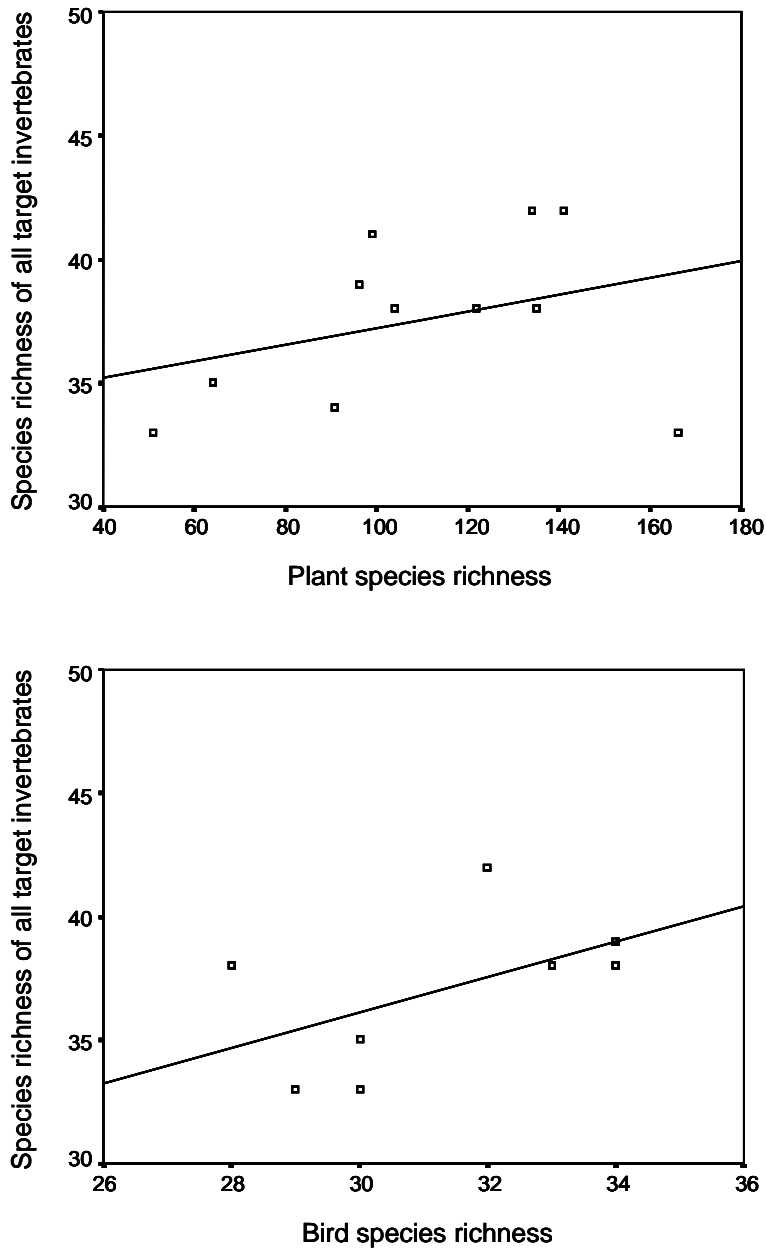 Species richness of all target invertebrates
50
45
40
35
30
40 60 80 100 120 140 160 180
Plant species richness
Species richness of all target invertebrates
50
45
40
35
30
26 28 30 32 34 36
Bird species richness